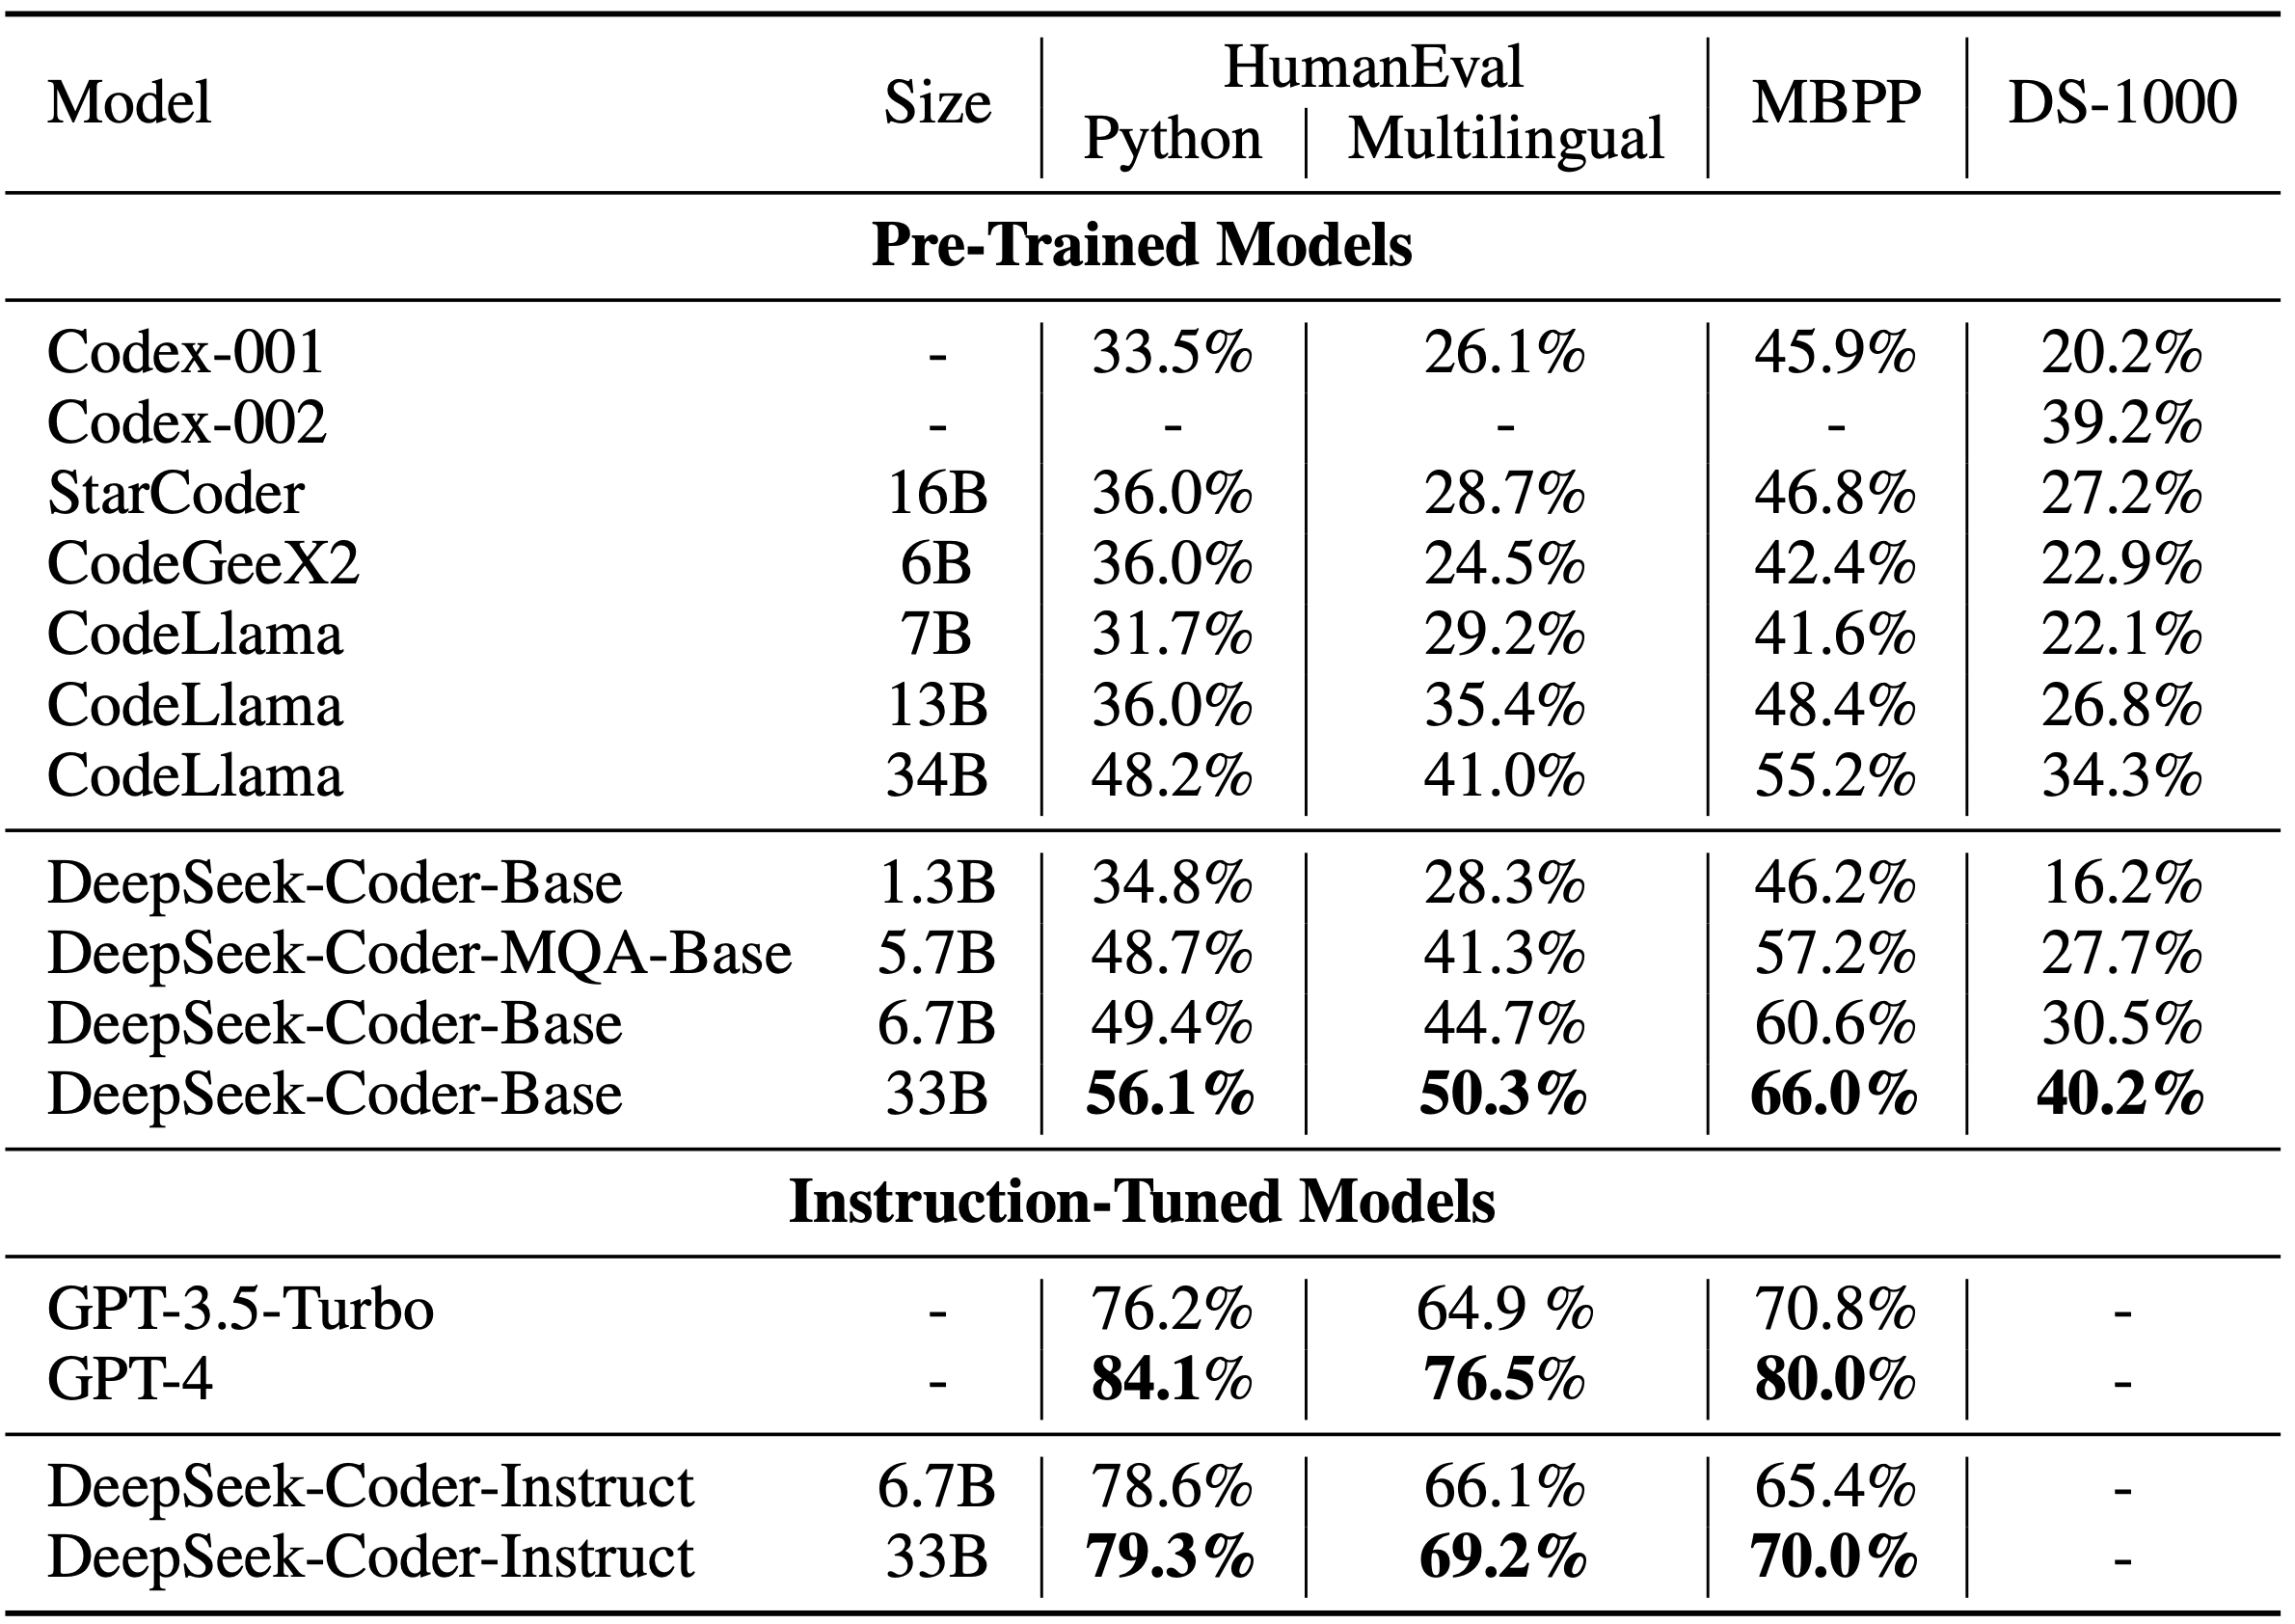 Model Size HumanEval MBPP DS-1000
Python Multilingual
Pre-Trained Models
Codex-001 - 33.5% 26.1% 45.9% 20.2%
Codex-002 - - - - 39.2%
StarCoder 16B 36.0% 28.7% 46.8% 27.2%
CodeGeeX2 6B 36.0% 24.5% 42.4% 22.9%
CodeLlama 7B 31.7% 29.2% 41.6% 22.1%
CodeLlama 13B 36.0% 35.4% 48.4% 26.8%
CodeLlama 34B 48.2% 41.0% 55.2% 34.3%
DeepSeek-Coder-Base 1.3B 34.8% 28.3% 46.2% 16.2%
DeepSeek-Coder-MQA-Base 5.7B 48.7% 41.3% 57.2% 27.7%
DeepSeek-Coder-Base 6.7B 49.4% 44.7% 60.6% 30.5%
DeepSeek-Coder-Base 33B 56.1% 50.3% 66.0% 40.2%
Instruction-Tuned Models
GPT-3.5-Turbo - 76.2% 64.9 % 70.8% -
GPT-4 - 84.1% 76.5% 80.0% -
DeepSeek-Coder-Instruct 6.7B 78.6% 66.1% 65.4% -
DeepSeek-Coder-Instruct 33B 79.3% 69.2% 70.0% -